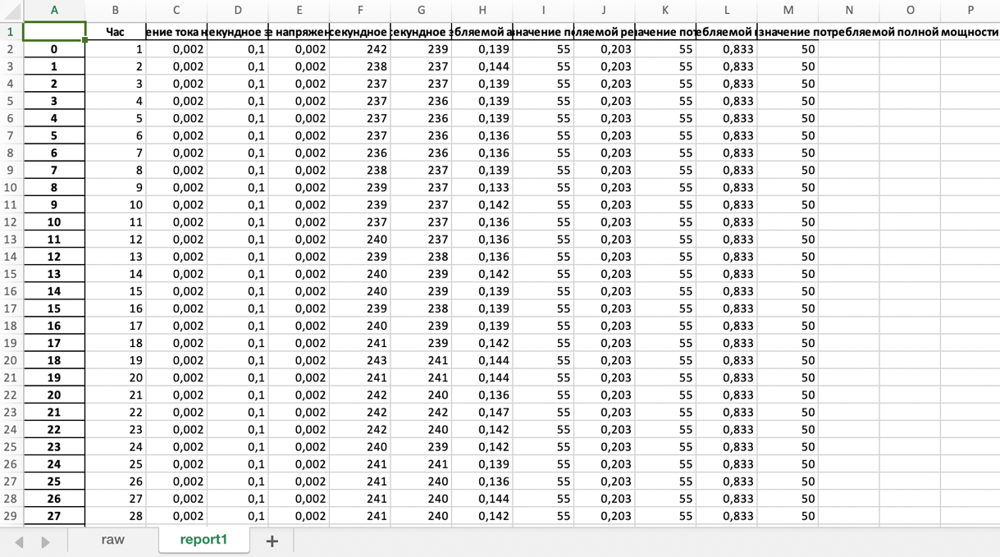 A B C D E F G H I J K L M N O P
1 Час ение тока н екундное з е напряжен секундное екундное з бляемой а значение п ляемой ре ачение пот ебляемой значение потребляемой полной мощности
2 0 1 0,002 0,1 0,002 242 239 0,139 55 0,203 55 0,833 50
3 1 2 0,002 0,1 0,002 238 237 0,144 55 0,203 55 0,833 50
4 2 3 0,002 0,1 0,002 237 237 0,139 55 0,203 55 0,833 50
5 3 4 0,002 0,1 0,002 237 236 0,139 55 0,203 55 0,833 50
6 4 5 0,002 0,1 0,002 237 236 0,139 55 0,203 55 0,833 50
7 5 6 0,002 0,1 0,002 237 236 0,136 55 0,203 55 0,833 50
8 6 7 0,002 0,1 0,002 236 236 0,136 55 0,203 55 0,833 50
9 7 8 0,002 0,1 0,002 238 237 0,139 55 0,203 55 0,833 50
10 8 9 0,002 0,1 0,002 239 237 0,133 55 0,203 55 0,833 50
11 9 10 0,002 0,1 0,002 239 237 0,142 55 0,203 55 0,833 50
12 10 11 0,002 0,1 0,002 237 237 0,136 55 0,203 55 0,833 50
13 11 12 0,002 0,1 0,002 240 237 0,136 55 0,203 55 0,833 50
14 12 13 0,002 0,1 0,002 239 238 0,136 55 0,203 55 0,833 50
15 13 14 0,002 0,1 0,002 240 239 0,142 55 0,203 55 0,833 50
16 14 15 0,002 0,1 0,002 240 239 0,139 55 0,203 55 0,833 50
17 15 16 0,002 0,1 0,002 239 238 0,139 55 0,203 55 0,833 50
18 16 17 0,002 0,1 0,002 240 239 0,139 55 0,203 55 0,833 50
19 17 18 0,002 0,1 0,002 241 239 0,142 55 0,203 55 0,833 50
20 18 19 0,002 0,1 0,002 243 241 0,144 55 0,203 55 0,833 50
21 19 20 0,002 0,1 0,002 241 241 0,144 55 0,203 55 0,833 50
22 20 21 0,002 0,1 0,002 242 240 0,136 55 0,203 55 0,833 50
23 21 22 0,002 0,1 0,002 242 242 0,147 55 0,203 55 0,833 50
24 22 23 0,002 0,1 0,002 242 240 0,142 55 0,203 55 0,833 50
25 23 24 0,002 0,1 0,002 240 239 0,142 55 0,203 55 0,833 50
26 24 25 0,002 0,1 0,002 241 241 0,139 55 0,203 55 0,833 50
27 25 26 0,002 0,1 0,002 241 240 0,136 55 0,203 55 0,833 50
28 26 27 0,002 0,1 0,002 241 240 0,144 55 0,203 55 0,833 50
29 27 28 0,002 0,1 0,002 241 240 0,142 55 0,203 55 0,833 50
raw report1 +